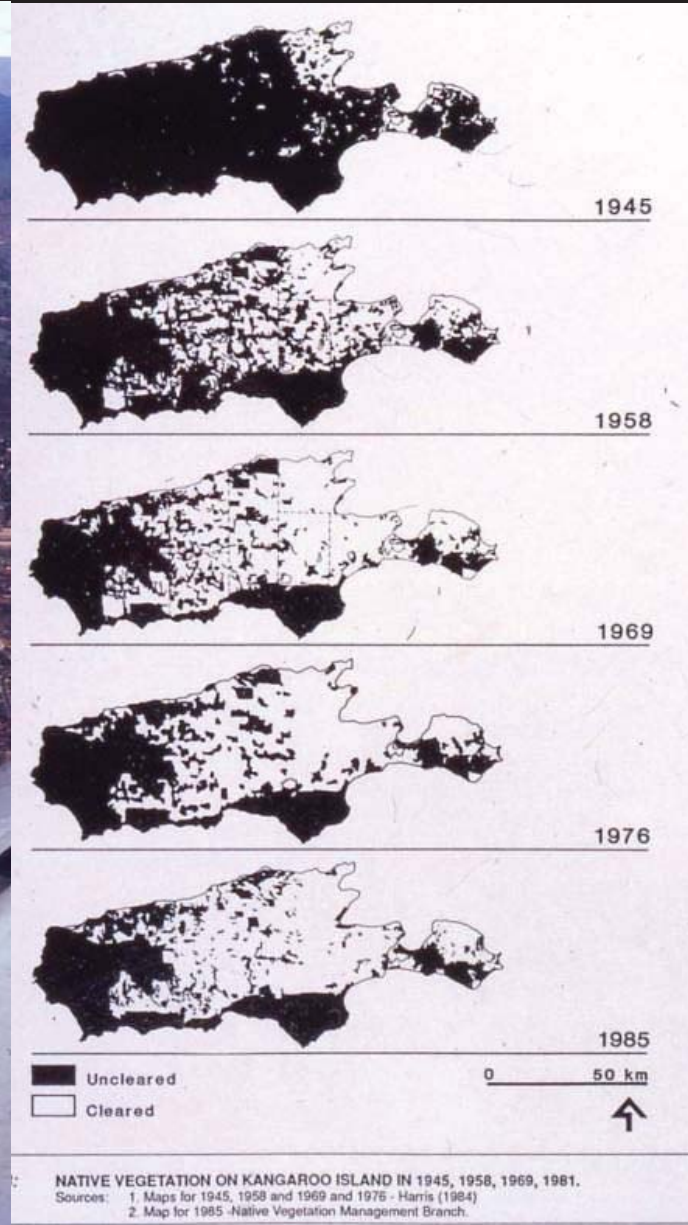 1945
1958
1969
1976
1985
Uncleared
Cleared
0 50 km
NATIVE VEGETATION ON KANGAROO ISLAND IN 1945, 1958, 1969, 1981.
Sources: 1. Maps for 1945, 1958 and 1969 and 1976 - Harris (1984)
2. Map for 1985 -Native Vegetation Management Branch.